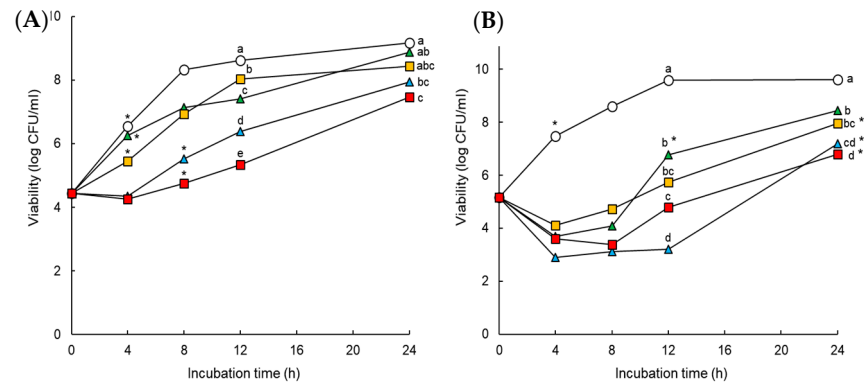 (A)
10
8
6
4
2
0
Viability (log CFU/ml)
0 4 8 12 16 20 24
Incubation time (h)
* * * * * * *
a b c d e
a
ab
abc
bc
c
(B)
10
8
6
4
2
0
Viability (log CFU/ml)
0 4 8 12 16 20 24
Incubation time (h)
*
a
b *
bc
c
d
a
b
bc *
cd *
d *